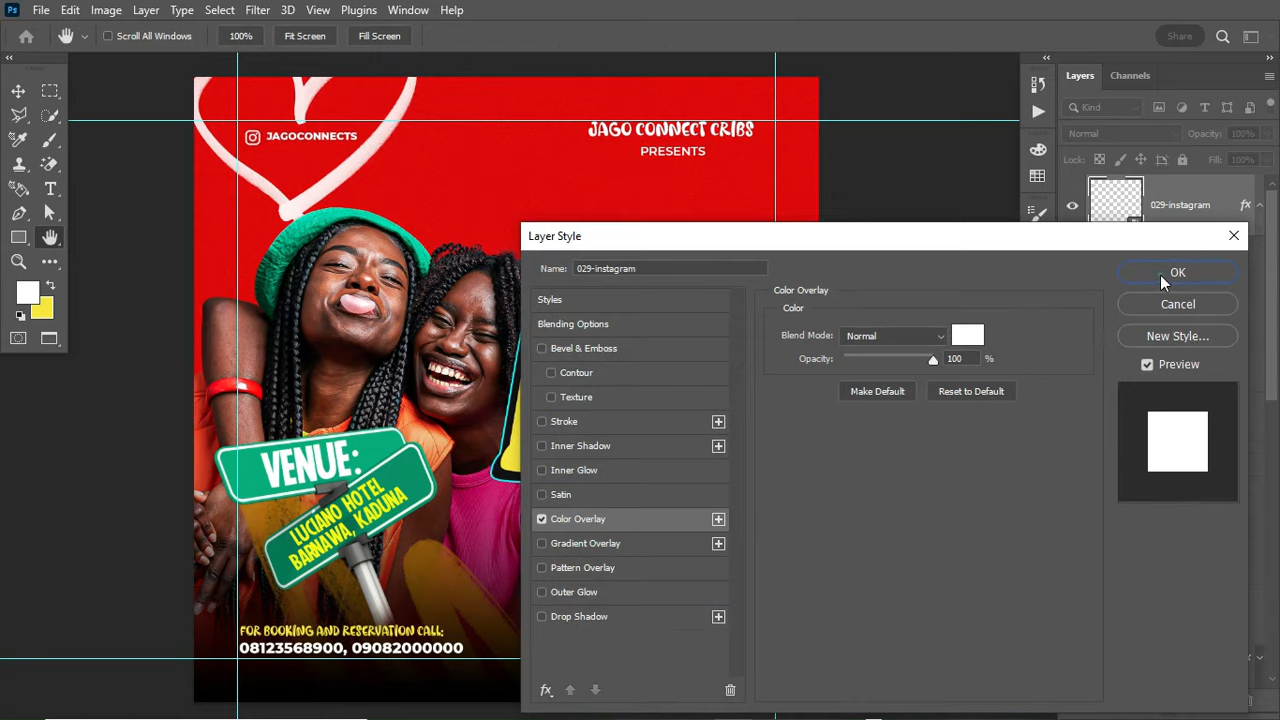 Ps File Edit Image Layer Type Select Filter 3D View Plugins Window Help
Scroll All Windows 100% Fit Screen Fill Screen Share
Layers Channels
Kind
Normal Opacity: 100%
Lock: Fill: 100%
029-instagram fx
JAGOCONNECTS
JAGO CONNECT CRIBS
PRESENTS
VENUE:
LUCIANO HOTEL
BARNAWA, KADUNA
FOR BOOKING AND RESERVATION CALL:
08123568900, 09082000000
Layer Style
Name: 029-instagram
Styles
Blending Options
Bevel & Emboss
Contour
Texture
Stroke
Inner Shadow
Inner Glow
Satin
Color Overlay
Gradient Overlay
Pattern Overlay
Outer Glow
Drop Shadow
fx
Color Overlay
Color
Blend Mode: Normal
Opacity: 100 %
Make Default Reset to Default
OK
Cancel
New Style...
Preview